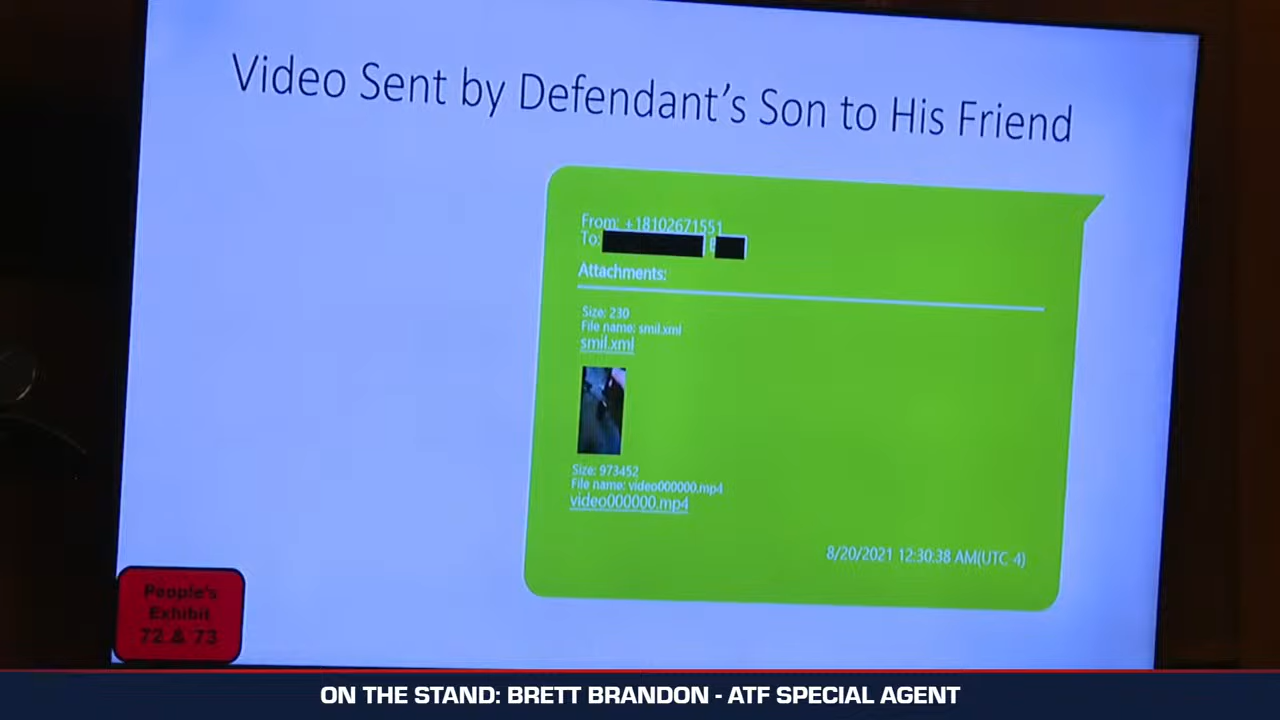 Video Sent by Defendant's Son to His Friend
From: +18102671551
To:
Attachments:
Size: 230
File name: smil.xml
smil.xml
Size: 973452
File name: video000000.mp4
video000000.mp4
8/20/2021 12:30:38 AM(UTC-4)
People's
Exhibit
72 & 73
ON THE STAND: BRETT BRANDON - ATF SPECIAL AGENT